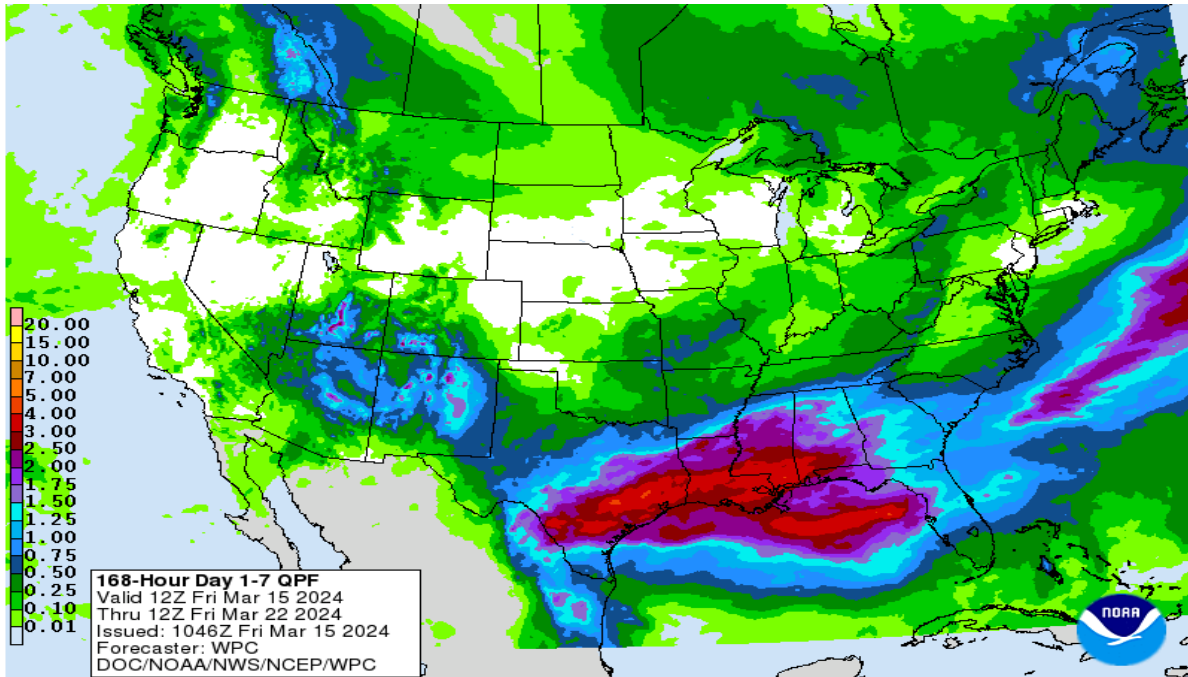 20.00
15.00
10.00
7.00
5.00
4.00
3.00
2.50
2.00
1.75
1.50
1.25
1.00
0.75
0.50
0.25
0.10
0.01
168-Hour Day 1-7 QPF
Valid 12Z Fri Mar 15 2024
Thru 12Z Fri Mar 22 2024
Issued: 1046Z Fri Mar 15 2024
Forecaster: WPC
DOC/NOAA/NWS/NCEP/WPC
NOAA